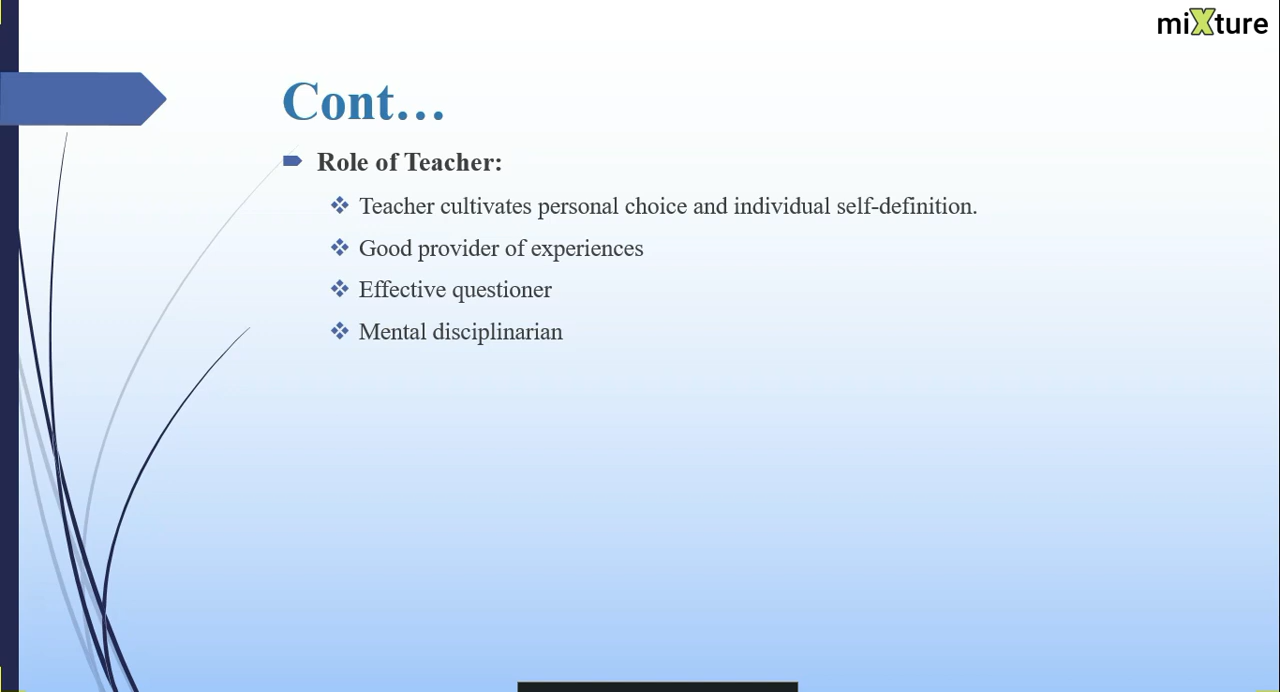 miXture
Cont…
Role of Teacher:
Teacher cultivates personal choice and individual self-definition.
Good provider of experiences
Effective questioner
Mental disciplinarian